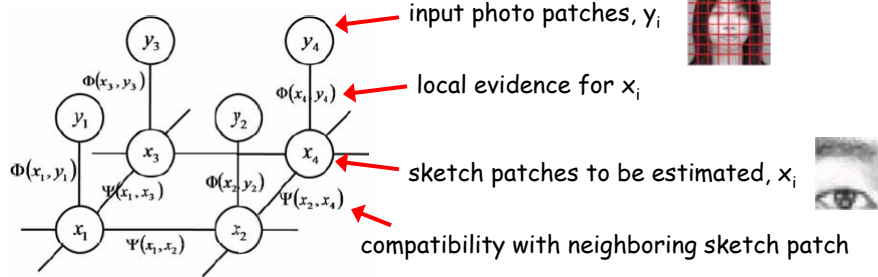 input photo patches, yᵢ
y₃
y₄
Φ(x₃, y₃)
Φ(x₄, y₄)
local evidence for xᵢ
y₁
y₂
x₃
x₄
Φ(x₁, y₁)
Ψ(x₁, x₃)
Φ(x₂, y₂)
sketch patches to be estimated, xᵢ
Ψ(x₂, x₄)
x₁
x₂
Ψ(x₁, x₂)
compatibility with neighboring sketch patch